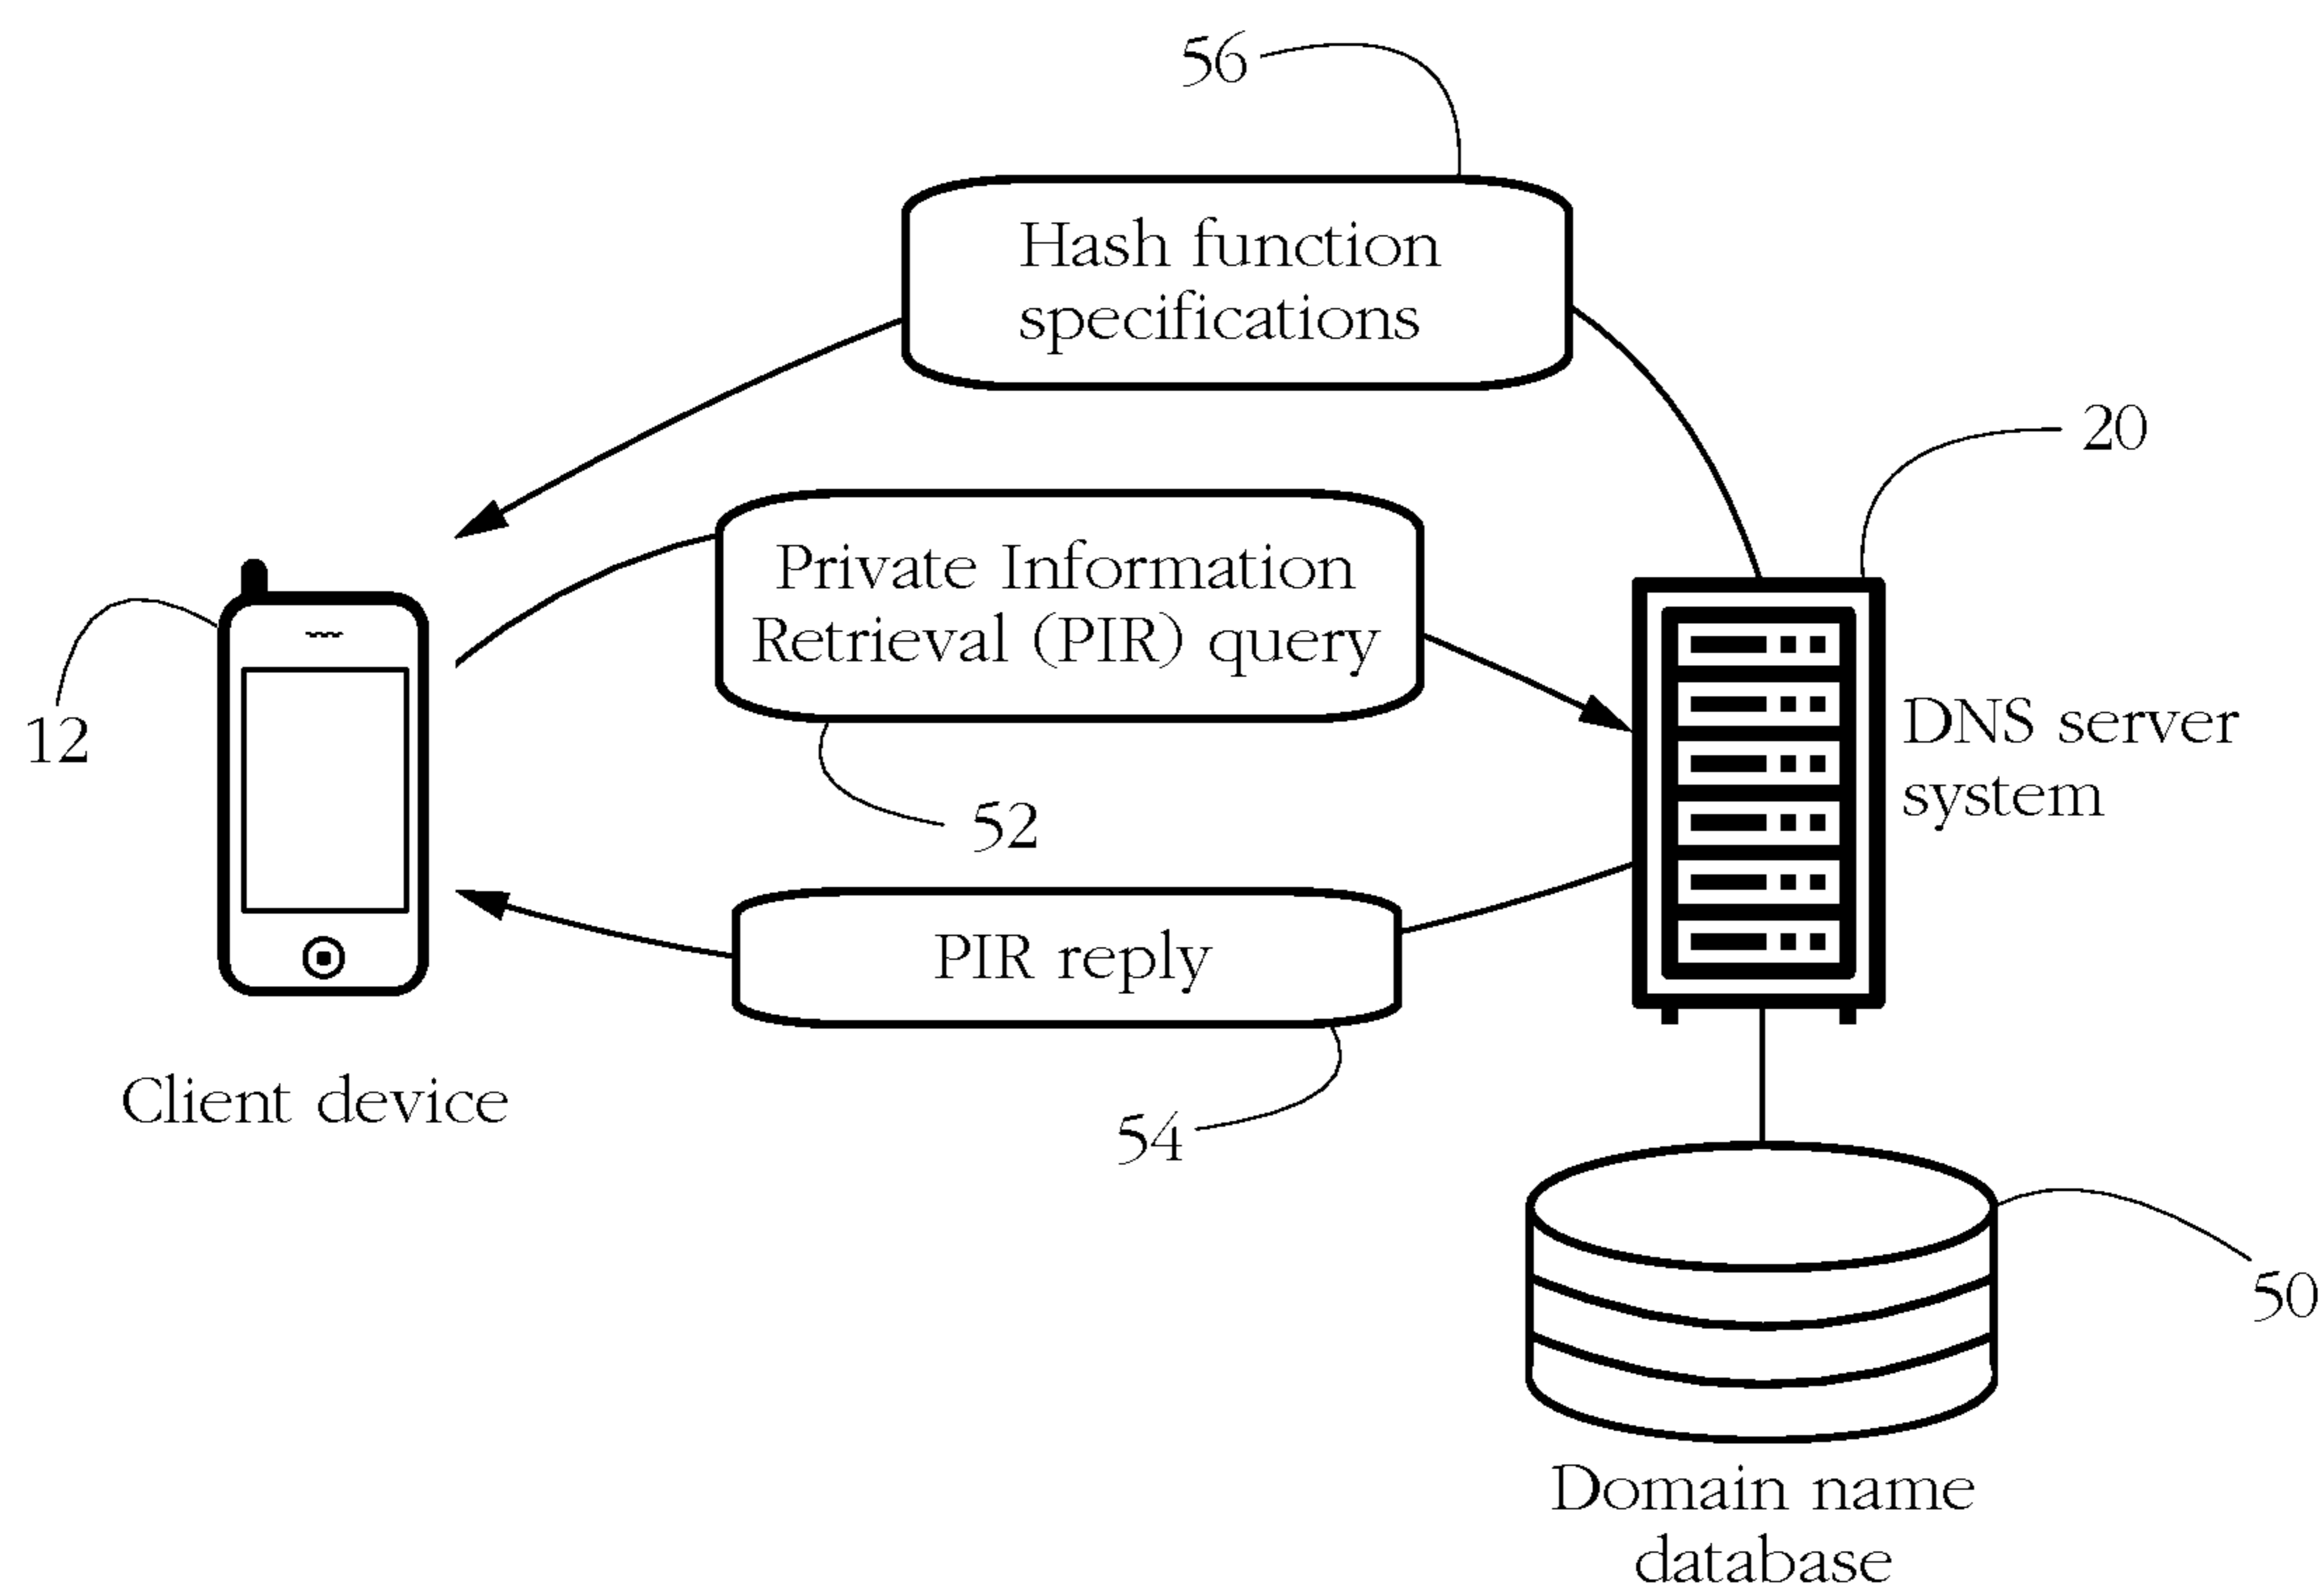 56
Hash function
specifications
20
Private Information
Retrieval (PIR) query
12
DNS server
system
52
PIR reply
Client device
54
50
Domain name
database